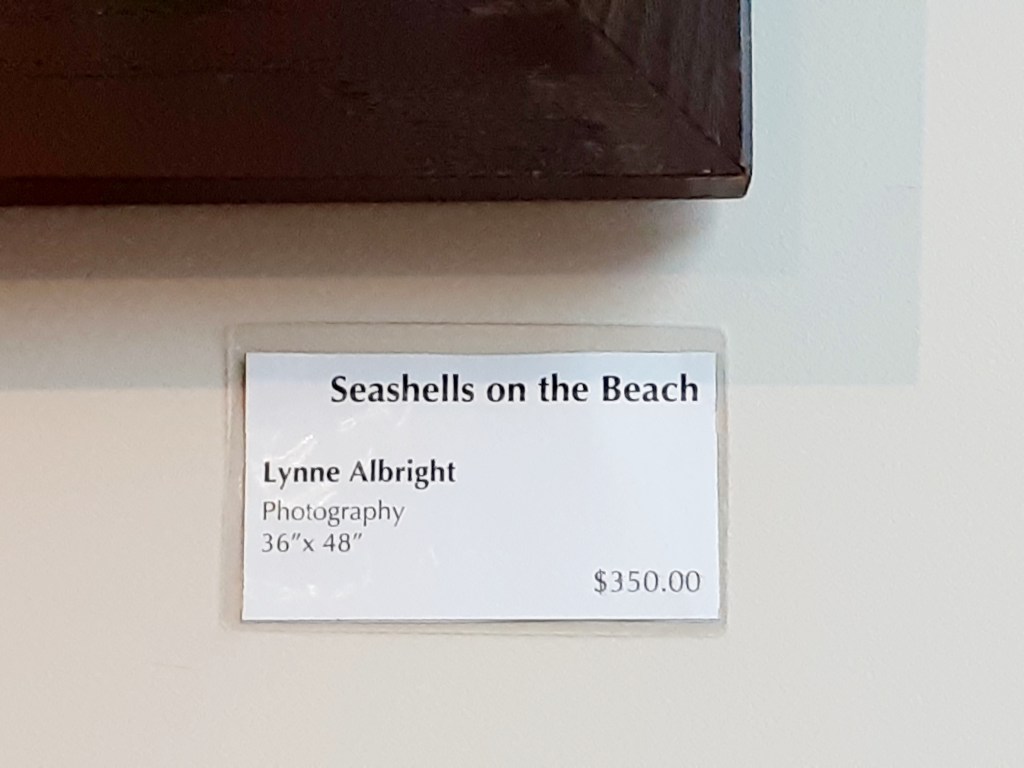 Seashells on the Beach
Lynne Albright
Photography
36”x 48”
$350.00